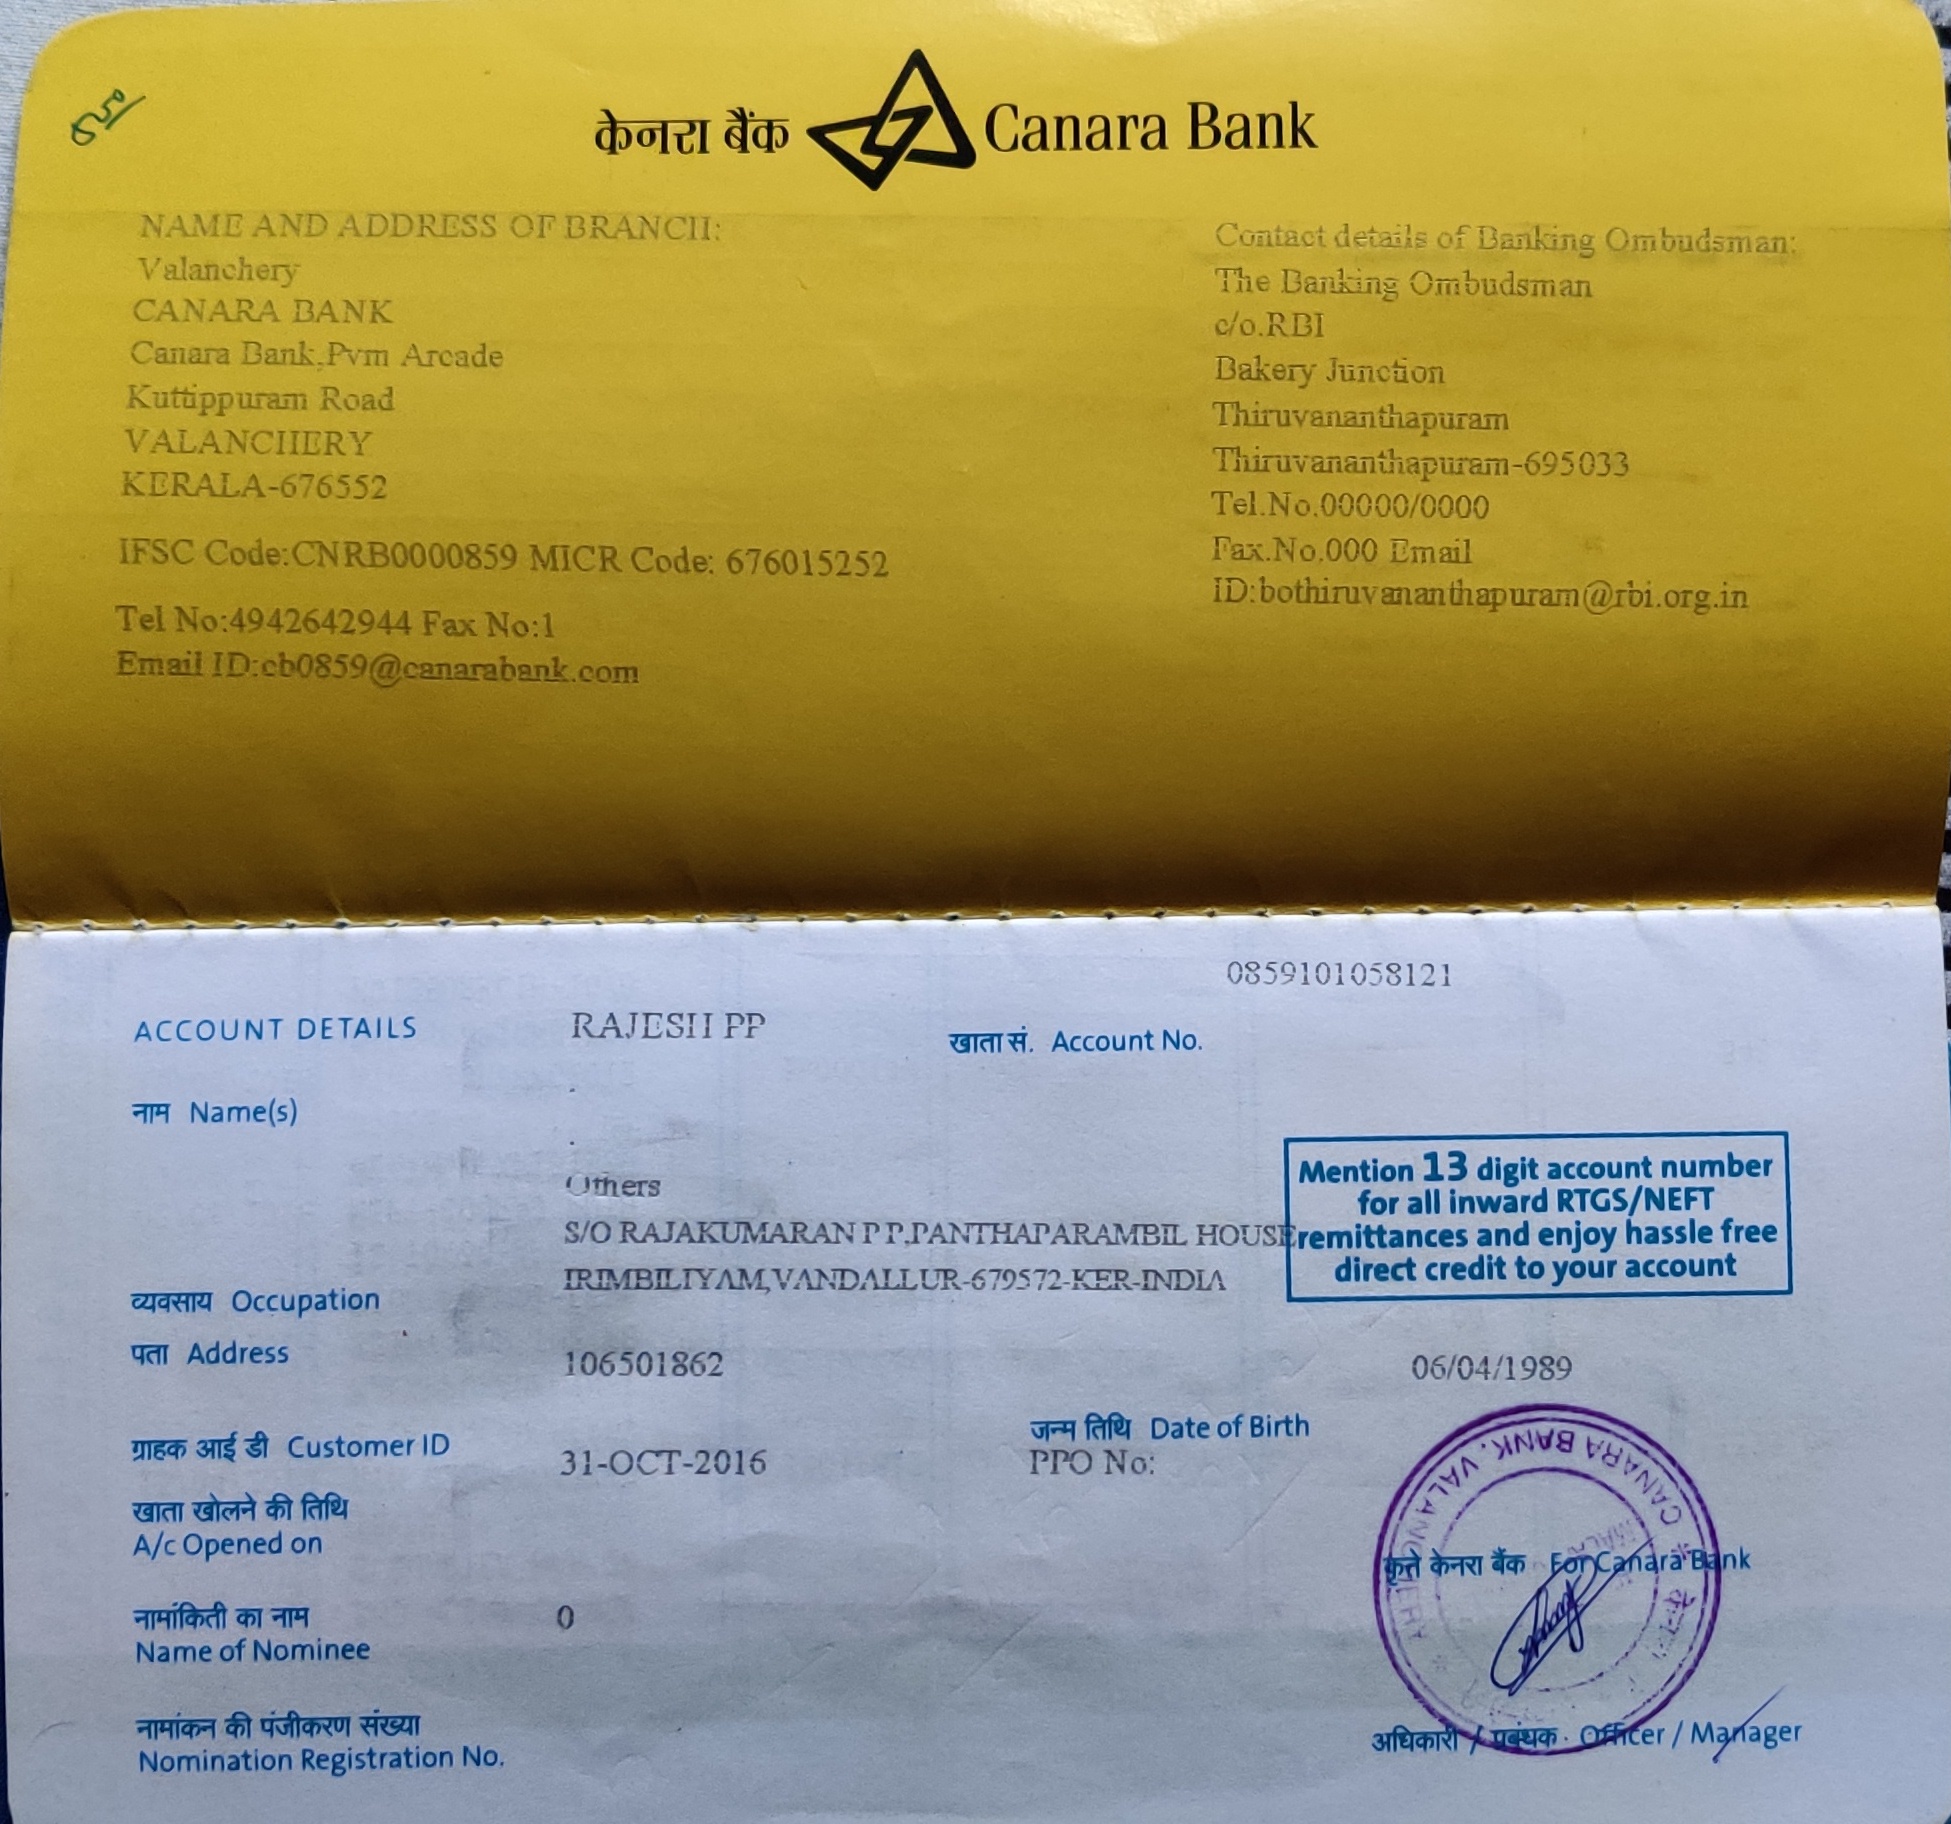 केनरा बैंक Canara Bank
NAME AND ADDRESS OF BRANCH:
Valanchery
CANARA BANK
Canara Bank,Pvm Arcade
Kuttippuram Road
VALANCHERY
KERALA-676552
IFSC Code:CNRB0000859 MICR Code: 676015252
Tel No:4942642944 Fax No:1
Email ID:cb0859@canarabank.com
Contact details of Banking Ombudsman:
The Banking Ombudsman
c/o.RBI
Bakery Junction
Thiruvananthapuram
Thiruvananthapuram-695033
Tel.No.00000/0000
Fax.No.000 Email
ID:bothiruvananthapuram@rbi.org.in
0859101058121
ACCOUNT DETAILS RAJESH PP खाता सं. Account No.
नाम Name(s)
Others
S/O RAJAKUMARAN P P,PANTHAPARAMBIL HOUSE
IRIMBILIYAM,VANDALLUR-679572-KER-INDIA
Mention 13 digit account number
for all inward RTGS/NEFT
remittances and enjoy hassle free
direct credit to your account
व्यवसाय Occupation
पता Address
106501862 06/04/1989
ग्राहक आई डी Customer ID जन्म तिथि Date of Birth
31-OCT-2016 PPO No:
खाता खोलने की तिथि
A/c Opened on
CANARA BANK, VALANCHERY
कृते केनरा बैंक For Canara Bank
नामांकिती का नाम 0
Name of Nominee
नामांकन की पंजीकरण संख्या
Nomination Registration No.
अधिकारी / प्रबंधक Officer / Manager